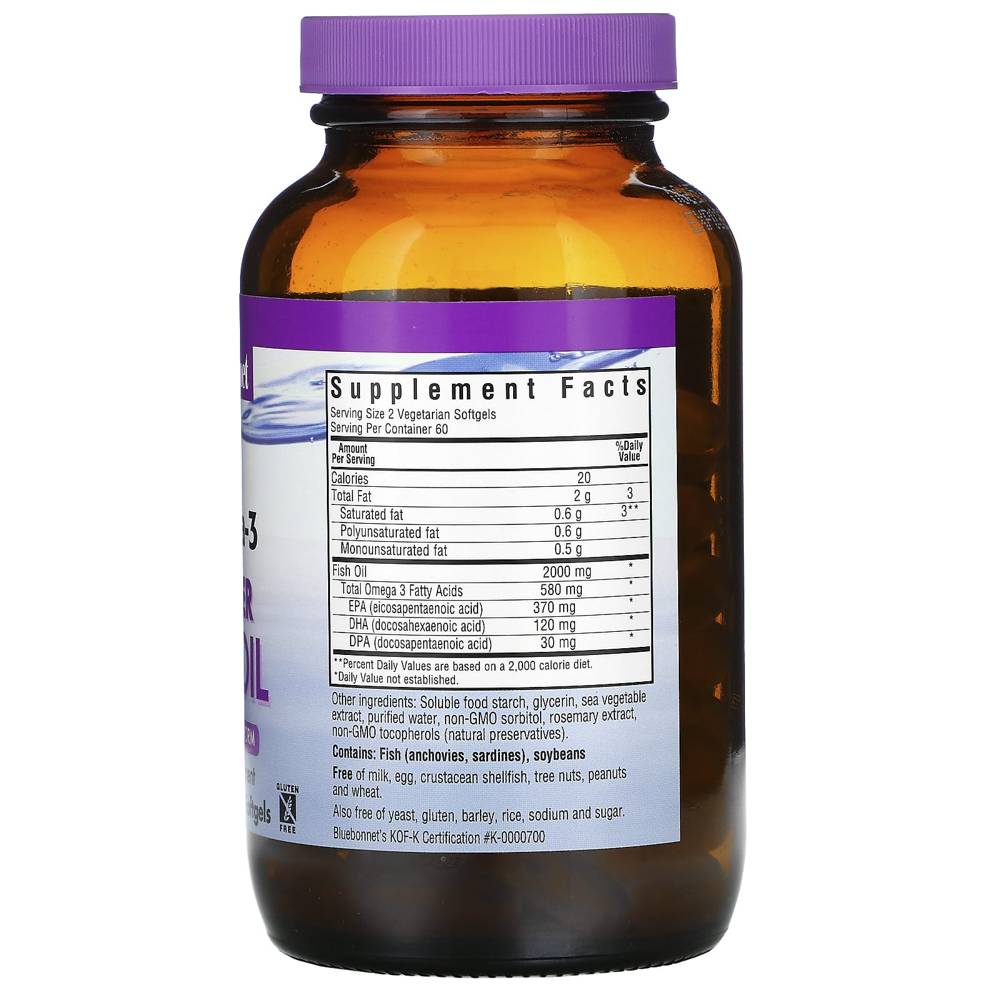 Supplement Facts
Serving Size 2 Vegetarian Softgels
Serving Per Container 60
Amount Per Serving %Daily Value
Calories 20
Total Fat 2 g 3
Saturated fat 0.6 g 3**
Polyunsaturated fat 0.6 g
Monounsaturated fat 0.5 g
Fish Oil 2000 mg *
Total Omega 3 Fatty Acids 580 mg *
EPA (eicosapentaenoic acid) 370 mg *
DHA (docosahexaenoic acid) 120 mg *
DPA (docosapentaenoic acid) 30 mg *
**Percent Daily Values are based on a 2,000 calorie diet.
*Daily Value not established.
Other ingredients: Soluble food starch, glycerin, sea vegetable
extract, purified water, non-GMO sorbitol, rosemary extract,
non-GMO tocopherols (natural preservatives).
Contains: Fish (anchovies, sardines), soybeans
Free of milk, egg, crustacean shellfish, tree nuts, peanuts
and wheat.
Also free of yeast, gluten, barley, rice, sodium and sugar.
Bluebonnet's KOF-K Certification #K-0000700
net
-3
ER
OIL
ent
GLUTEN
FREE